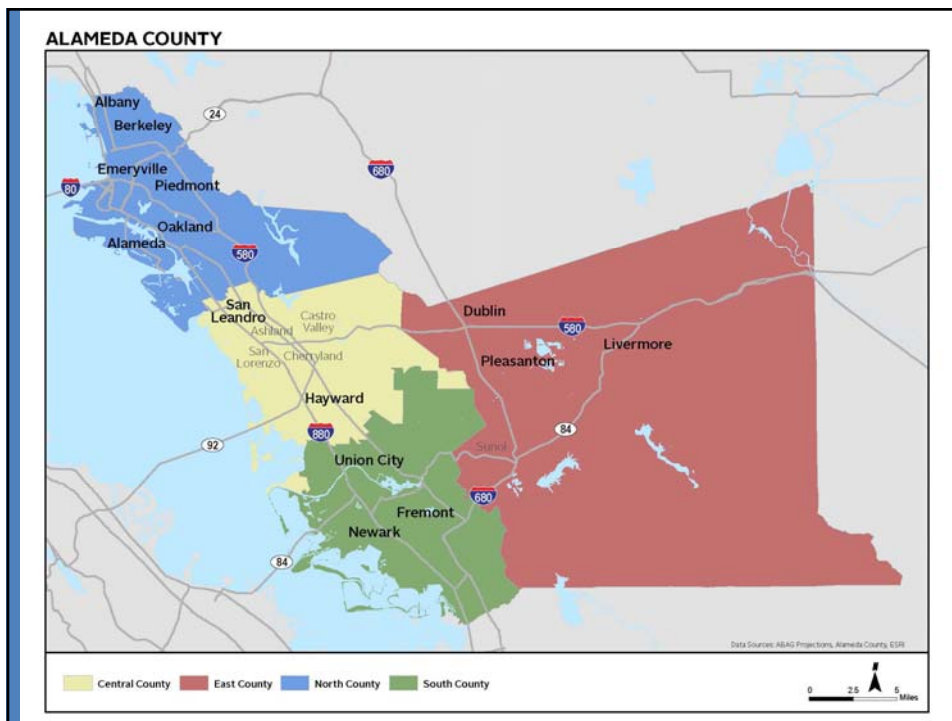 ALAMEDA COUNTY
Albany
Berkeley
24
Emeryville
680
80
Piedmont
Oakland
Alameda
580
San
Leandro
Castro
Valley
Ashland
Dublin
580
San
Lorenzo
Cherryland
Livermore
Pleasanton
Hayward
880
84
92
Sunol
Union City
680
Fremont
Newark
84
Data Sources: ABAG Projections, Alameda County, ESRI
Central County
East County
North County
South County
0 2.5 5
Miles